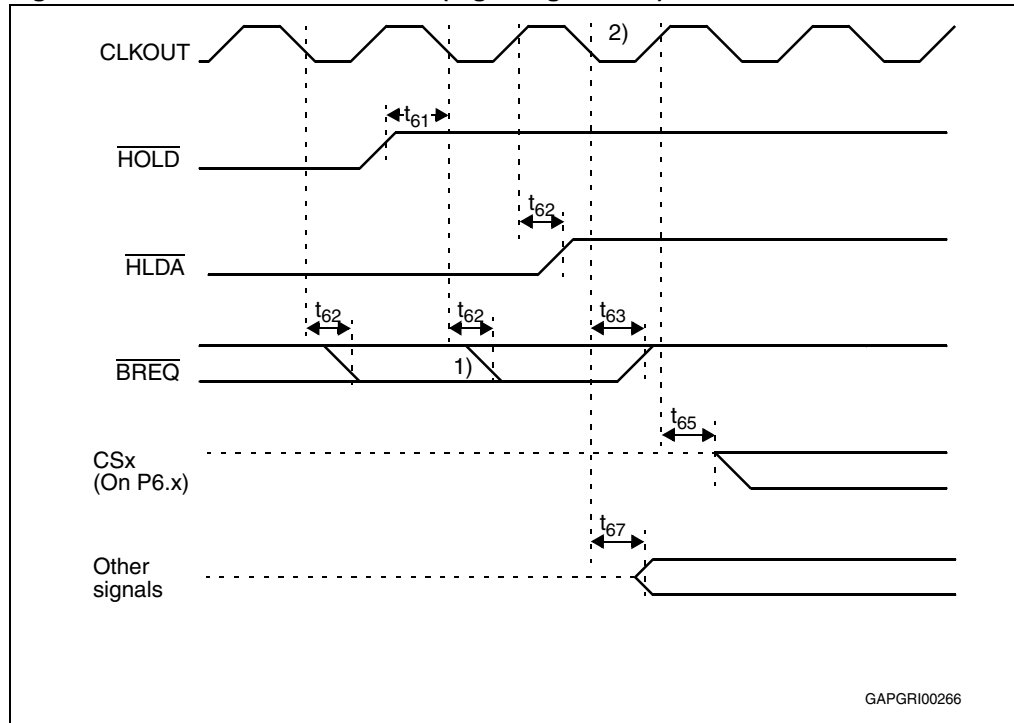 CLKOUT
2)
t61
HOLD
t62
HLDA
t62
t62
t63
BREQ
1)
t65
CSx
(On P6.x)
t67
Other
signals
GAPGRI00266